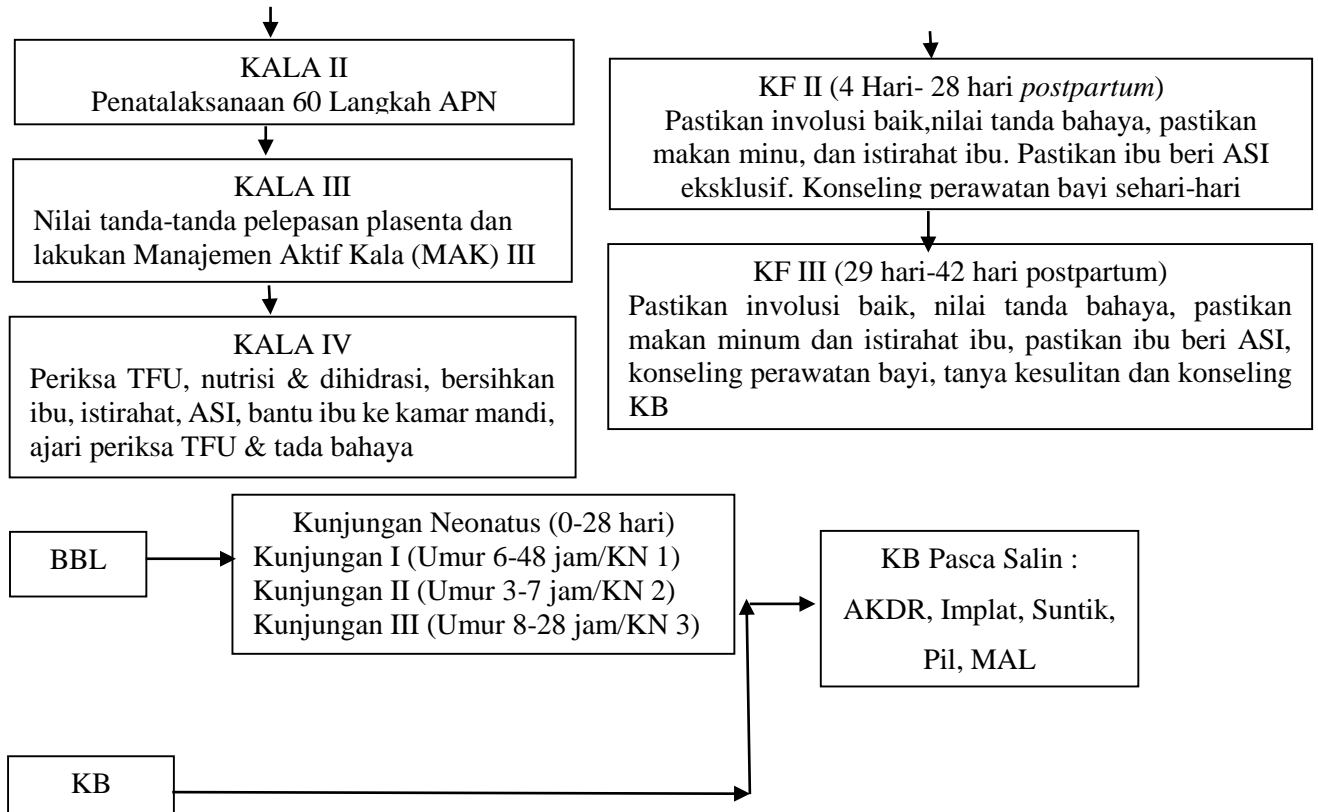 KALA II
Penatalaksanaan 60 Langkah APN
KALA III
Nilai tanda-tanda pelepasan plasenta dan
lakukan Manajemen Aktif Kala (MAK) III
KALA IV
Periksa TFU, nutrisi & dihidrasi, bersihkan
ibu, istirahat, ASI, bantu ibu ke kamar mandi,
ajari periksa TFU & tada bahaya
KF II (4 Hari- 28 hari postpartum)
Pastikan involusi baik,nilai tanda bahaya, pastikan
makan minu, dan istirahat ibu. Pastikan ibu beri ASI
eksklusif. Konseling perawatan bayi sehari-hari
KF III (29 hari-42 hari postpartum)
Pastikan involusi baik, nilai tanda bahaya, pastikan
makan minum dan istirahat ibu, pastikan ibu beri ASI,
konseling perawatan bayi, tanya kesulitan dan konseling
KB
BBL
Kunjungan Neonatus (0-28 hari)
Kunjungan I (Umur 6-48 jam/KN 1)
Kunjungan II (Umur 3-7 jam/KN 2)
Kunjungan III (Umur 8-28 jam/KN 3)
KB Pasca Salin :
AKDR, Implat, Suntik,
Pil, MAL
KB